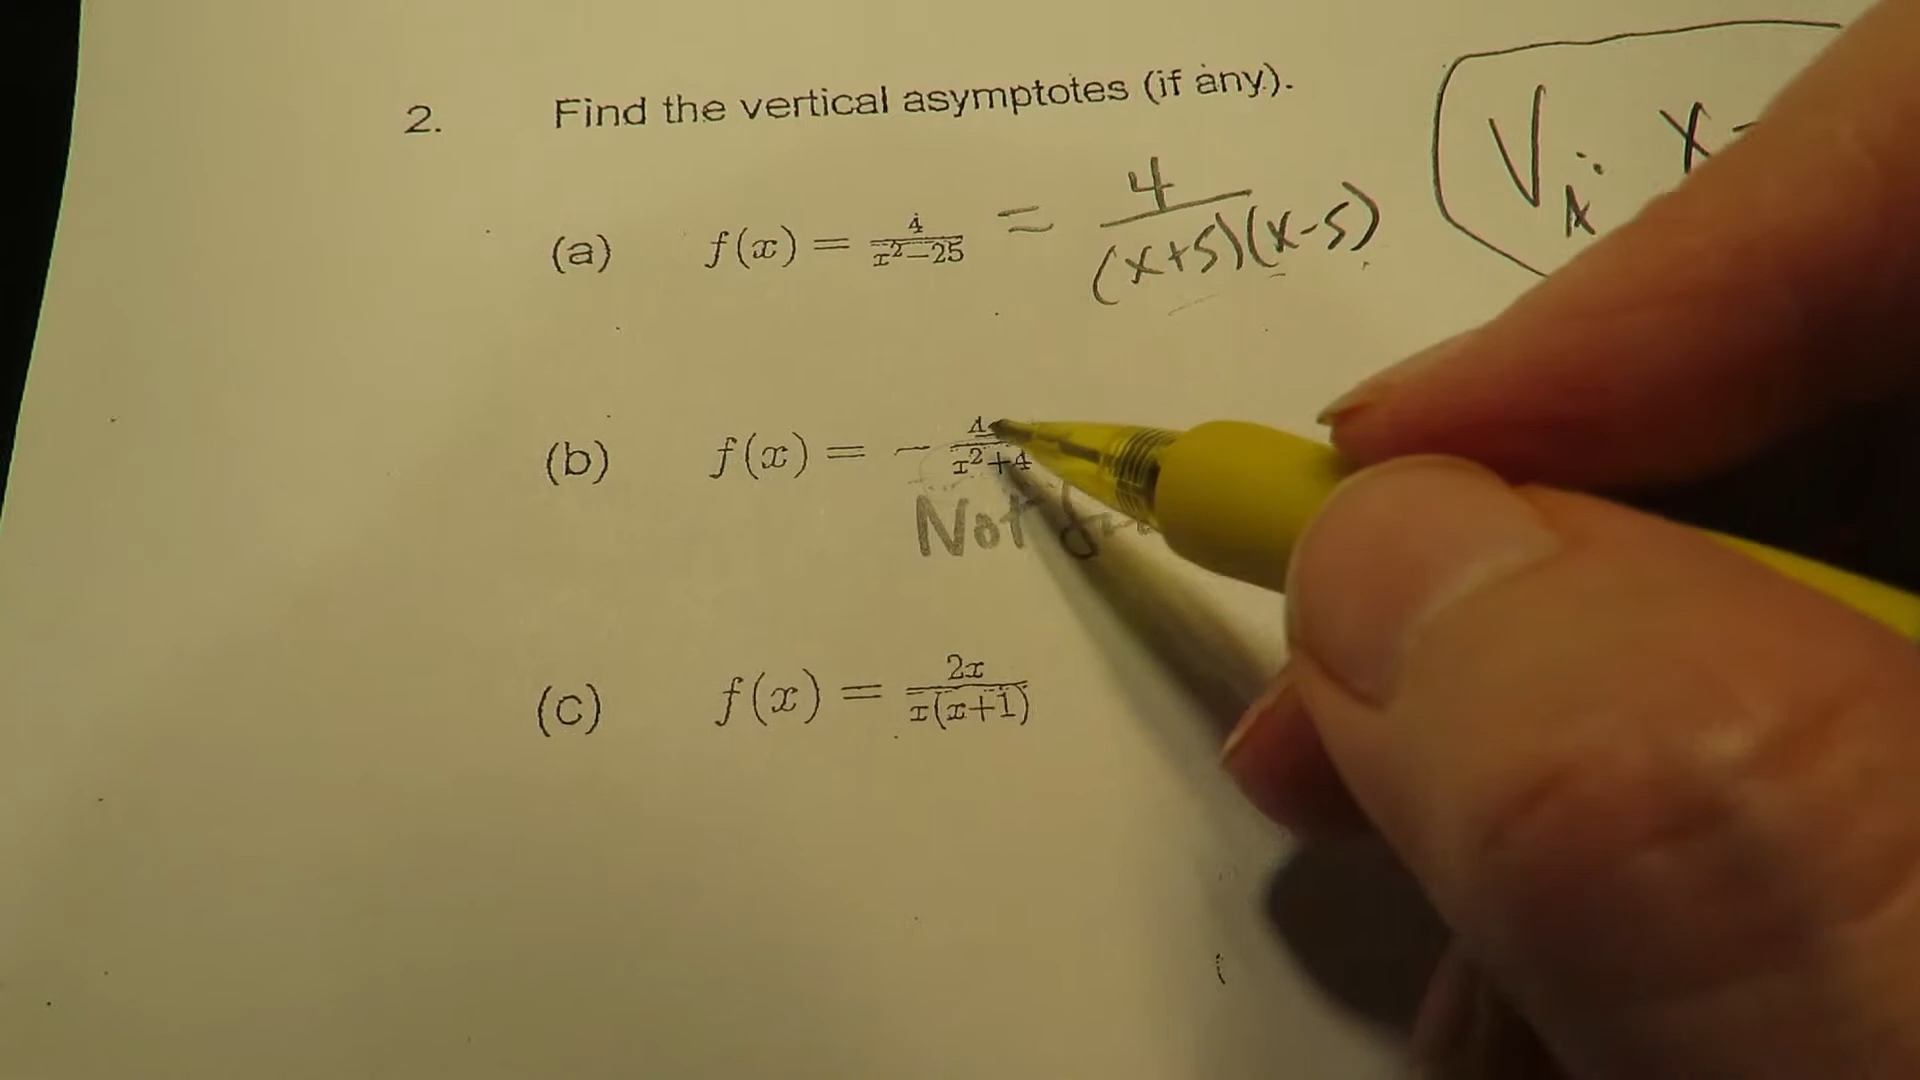 2. Find the vertical asymptotes (if any).
(a) f(x) = 4/(x²−25) = 4/((x+5)(x-5))
VA: X
(b) f(x) = − 4/(x²+4)
Not
(c) f(x) = 2x/(x(x+1))